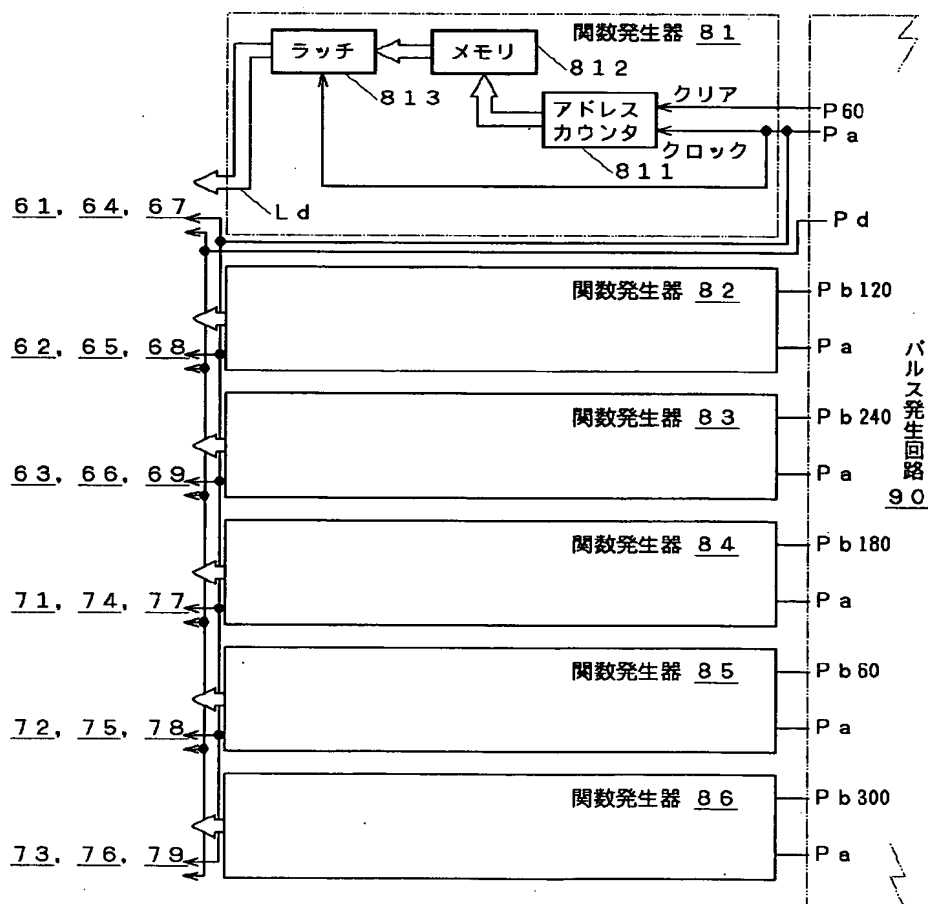 関数発生器 81
ラッチ
メモリ
812
813
アドレス
カウンタ
クリア
P60
Pa
クロック
811
Ld
61, 64, 67
Pd
関数発生器 82
Pb120
62, 65, 68
Pa
関数発生器 83
Pb240
63, 66, 69
Pa
パルス発生回路
90
関数発生器 84
Pb180
71, 74, 77
Pa
関数発生器 85
Pb60
72, 75, 78
Pa
関数発生器 86
Pb300
73, 76, 79
Pa